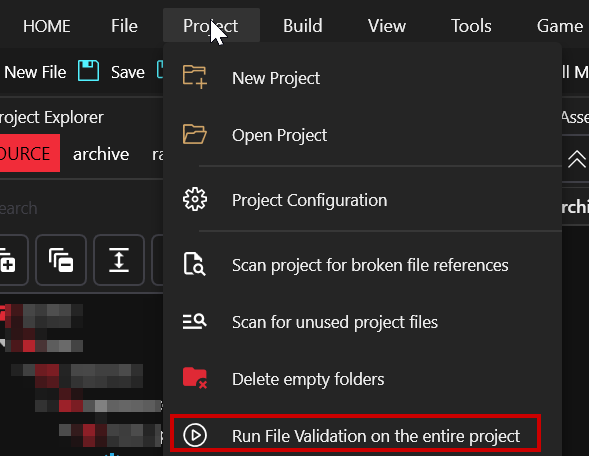 HOME File Project Build View Tools Game
New File Save
roject Explorer
OURCE archive ra
earch
New Project
Open Project
Project Configuration
Scan project for broken file references
Scan for unused project files
Delete empty folders
Run File Validation on the entire project
ll M
Asse
rchi